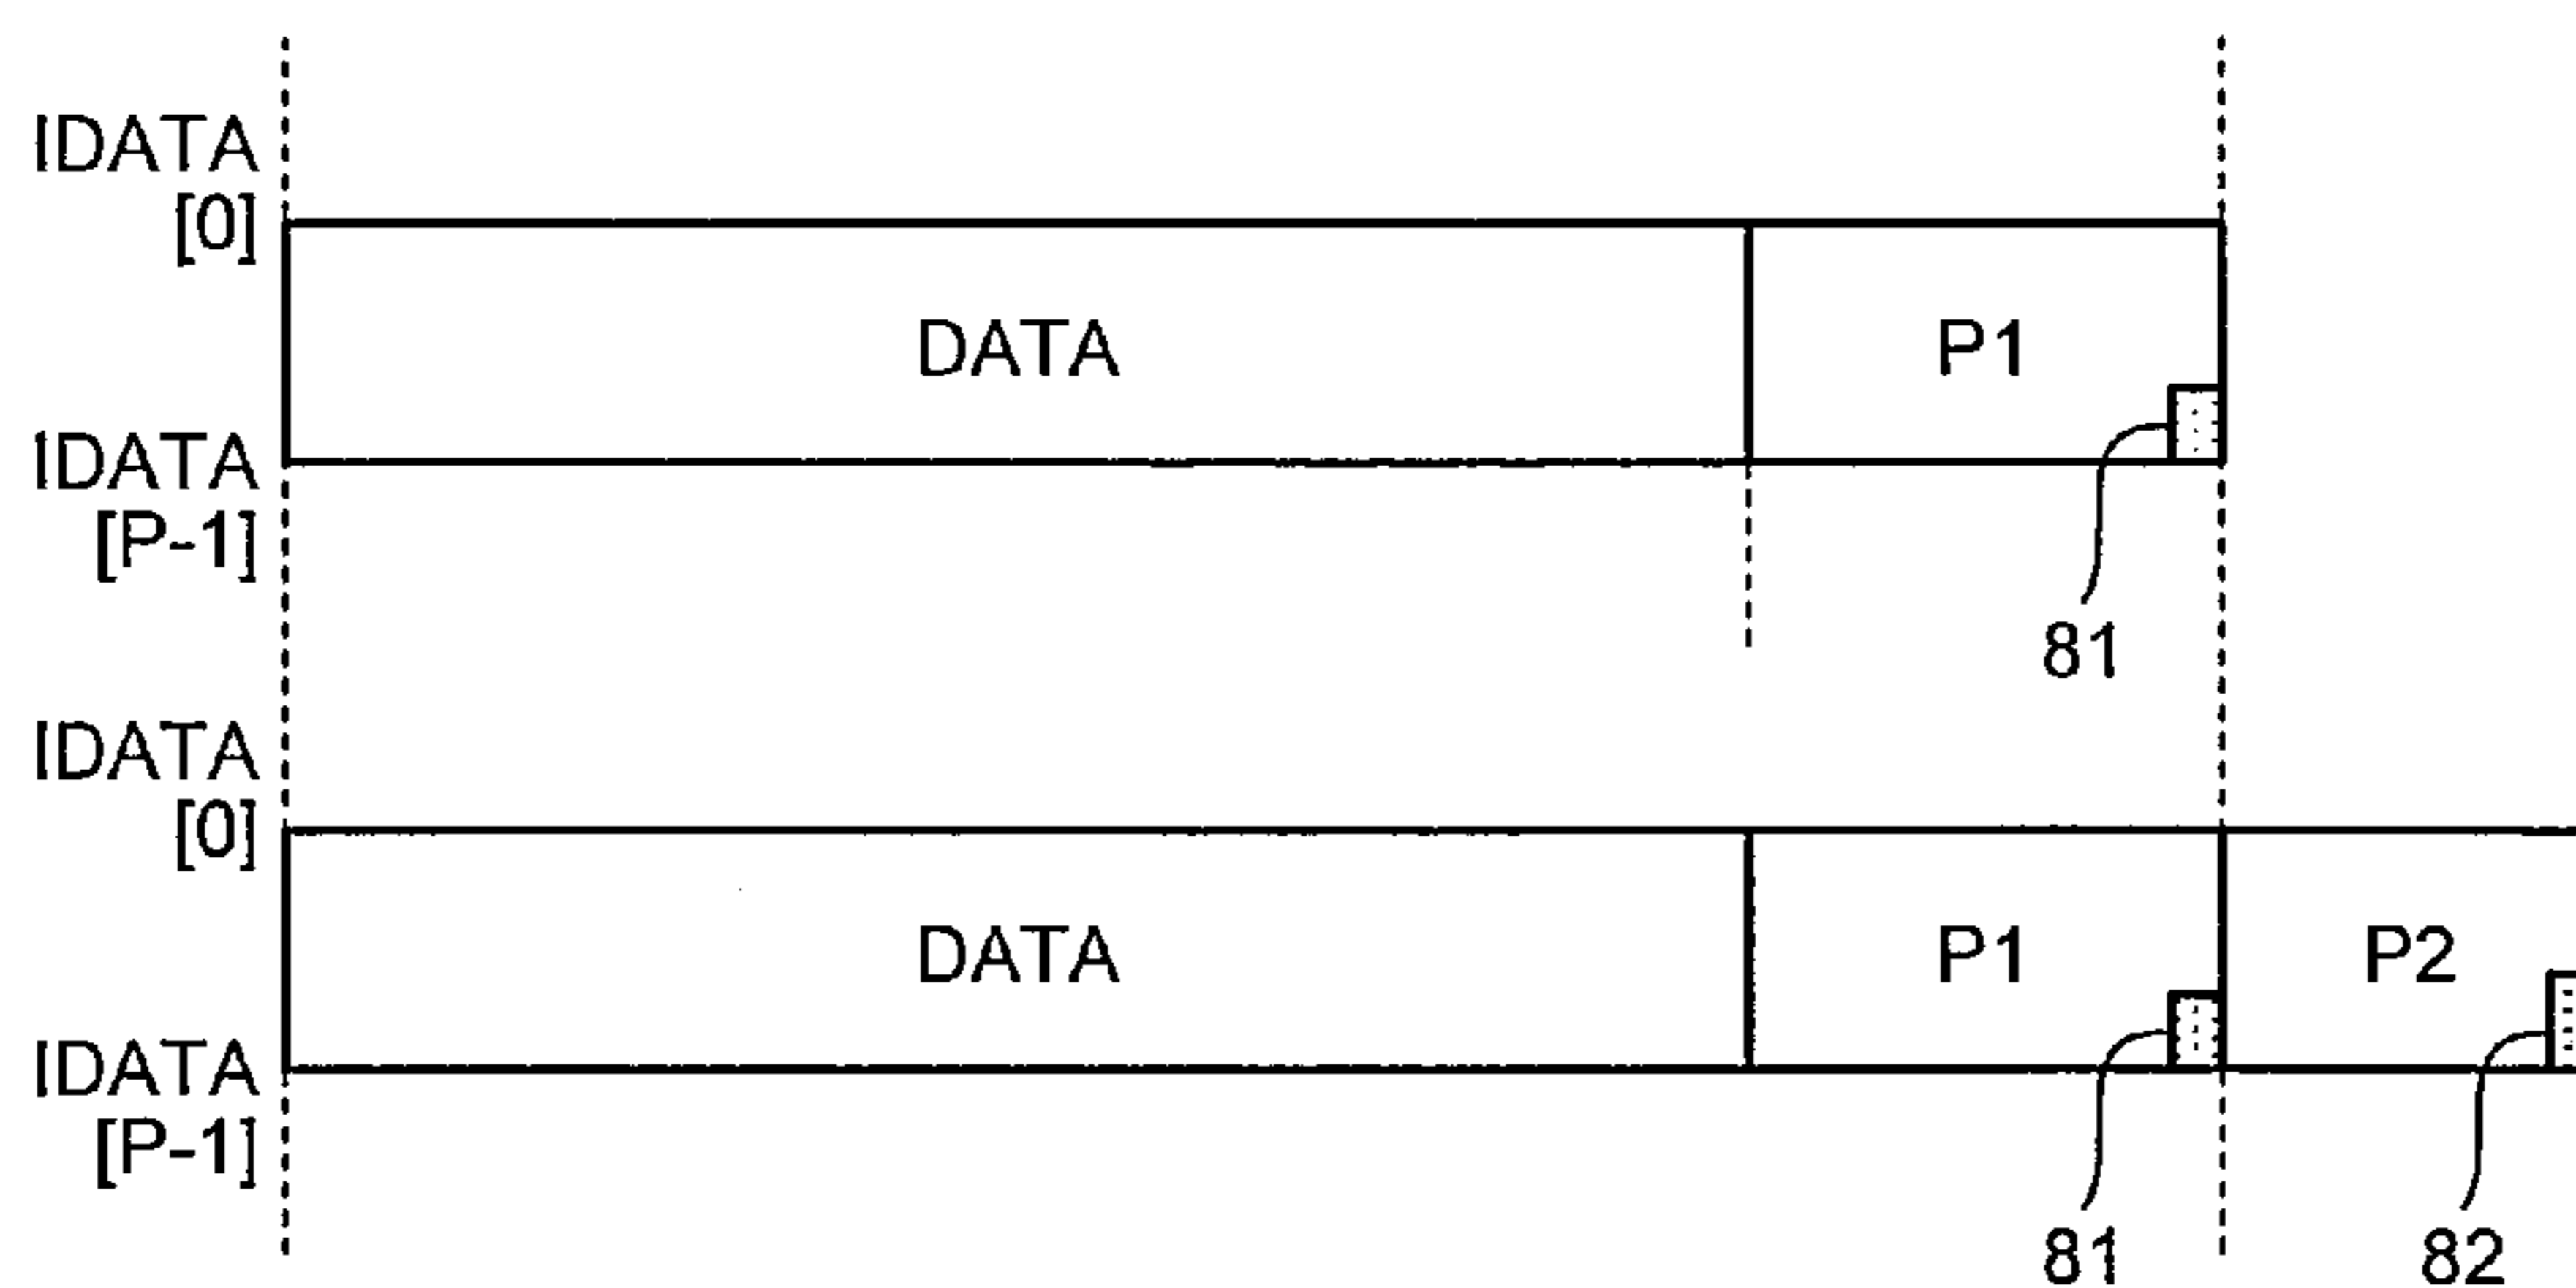 IDATA
[0]
DATA
P1
IDATA
[P-1]
81
IDATA
[0]
DATA
P1
P2
IDATA
[P-1]
81
82